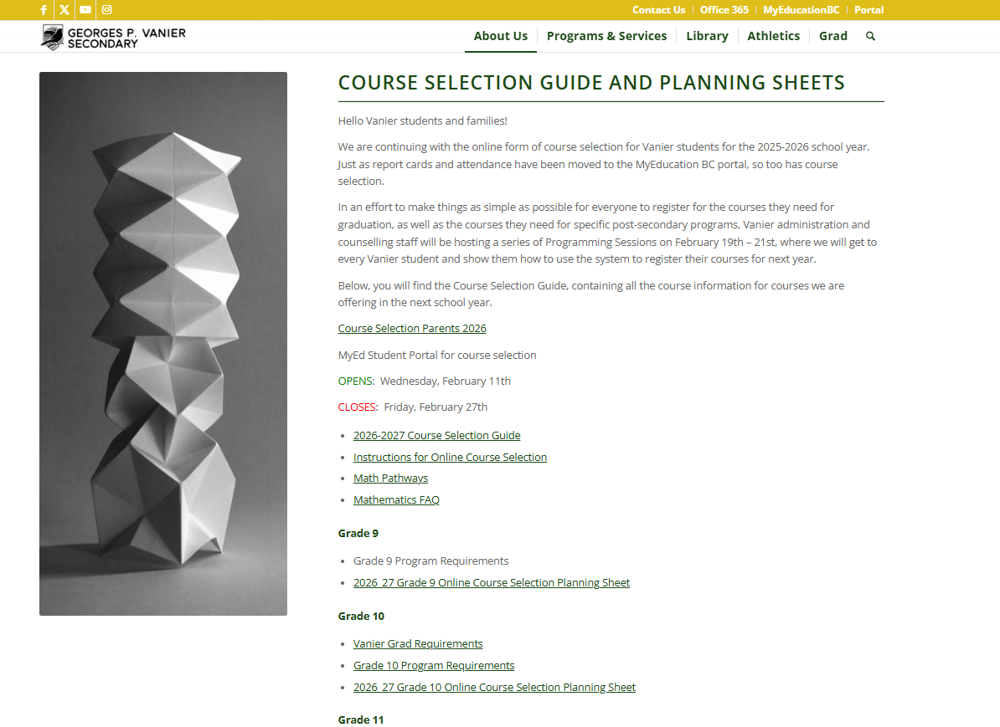 Contact Us Office 365 MyEducationBC Portal
GEORGES P. VANIER
SECONDARY
About Us Programs & Services Library Athletics Grad
COURSE SELECTION GUIDE AND PLANNING SHEETS
Hello Vanier students and families!
We are continuing with the online form of course selection for Vanier students for the 2025-2026 school year.
Just as report cards and attendance have been moved to the MyEducation BC portal, so too has course
selection.
In an effort to make things as simple as possible for everyone to register for the courses they need for
graduation, as well as the courses they need for specific post-secondary programs, Vanier administration and
counselling staff will be hosting a series of Programming Sessions on February 19th – 21st, where we will get to
every Vanier student and show them how to use the system to register their courses for next year.
Below, you will find the Course Selection Guide, containing all the course information for courses we are
offering in the next school year.
Course Selection Parents 2026
MyEd Student Portal for course selection
OPENS: Wednesday, February 11th
CLOSES: Friday, February 27th
• 2026-2027 Course Selection Guide
• Instructions for Online Course Selection
• Math Pathways
• Mathematics FAQ
Grade 9
• Grade 9 Program Requirements
• 2026_27 Grade 9 Online Course Selection Planning Sheet
Grade 10
• Vanier Grad Requirements
• Grade 10 Program Requirements
• 2026_27 Grade 10 Online Course Selection Planning Sheet
Grade 11